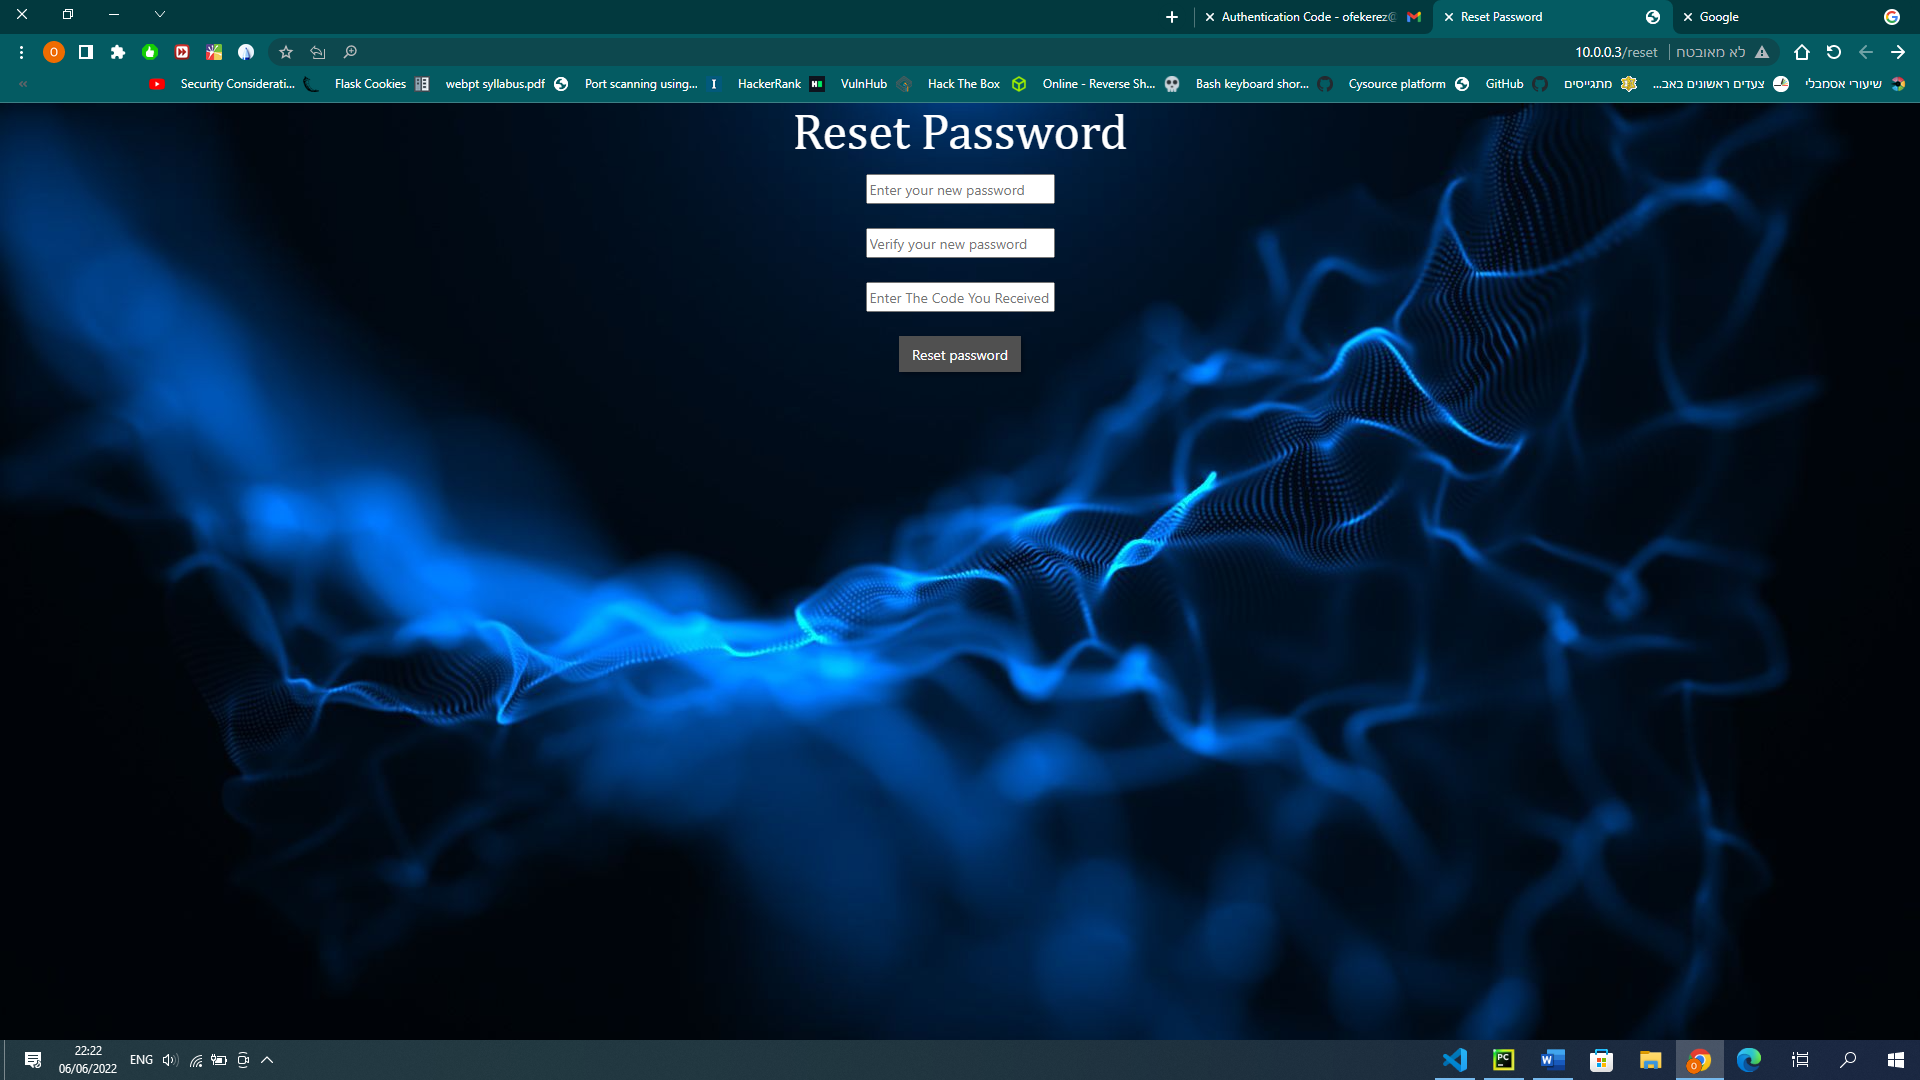 Authentication Code - ofekerez@
Reset Password
Google
10.0.0.3/reset
לא מאובטח
Security Considerati...
Flask Cookies
webpt syllabus.pdf
Port scanning using...
HackerRank
VulnHub
Hack The Box
Online - Reverse Sh...
Bash keyboard shor...
Cysource platform
GitHub
מתגייסים
צעדים ראשונים באב...
שיעורי אסמבלי
Reset Password
Enter your new password
Verify your new password
Enter The Code You Received
Reset password
22:22
06/06/2022
ENG